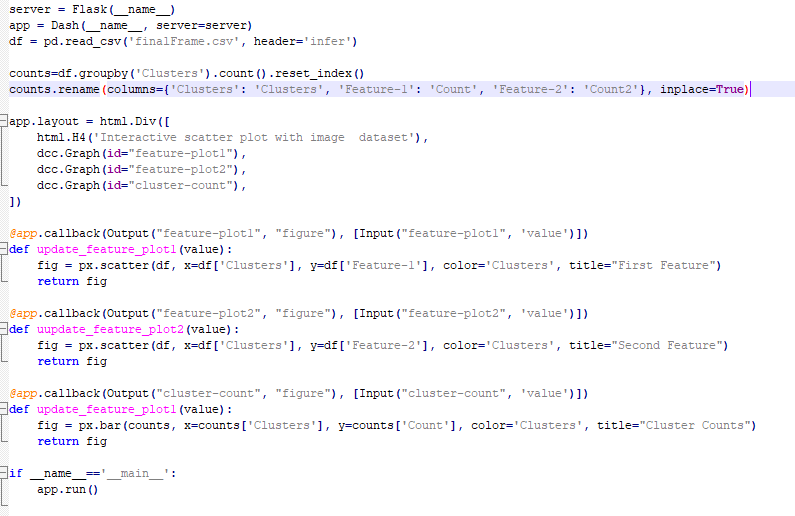 server = Flask(__name__)
app = Dash(__name__, server=server)
df = pd.read_csv('finalFrame.csv', header='infer')
counts=df.groupby('Clusters').count().reset_index()
counts.rename(columns={'Clusters': 'Clusters', 'Feature-1': 'Count', 'Feature-2': 'Count2'}, inplace=True)
app.layout = html.Div([
    html.H4('Interactive scatter plot with image  dataset'),
    dcc.Graph(id="feature-plot1"),
    dcc.Graph(id="feature-plot2"),
    dcc.Graph(id="cluster-count"),
])
@app.callback(Output("feature-plot1", "figure"), [Input("feature-plot1", 'value')])
def update_feature_plot1(value):
    fig = px.scatter(df, x=df['Clusters'], y=df['Feature-1'], color='Clusters', title="First Feature")
    return fig
@app.callback(Output("feature-plot2", "figure"), [Input("feature-plot2", 'value')])
def uupdate_feature_plot2(value):
    fig = px.scatter(df, x=df['Clusters'], y=df['Feature-2'], color='Clusters', title="Second Feature")
    return fig
@app.callback(Output("cluster-count", "figure"), [Input("cluster-count", 'value')])
def update_feature_plot1(value):
    fig = px.bar(counts, x=counts['Clusters'], y=counts['Count'], color='Clusters', title="Cluster Counts")
    return fig
if __name__=='__main__':
    app.run()